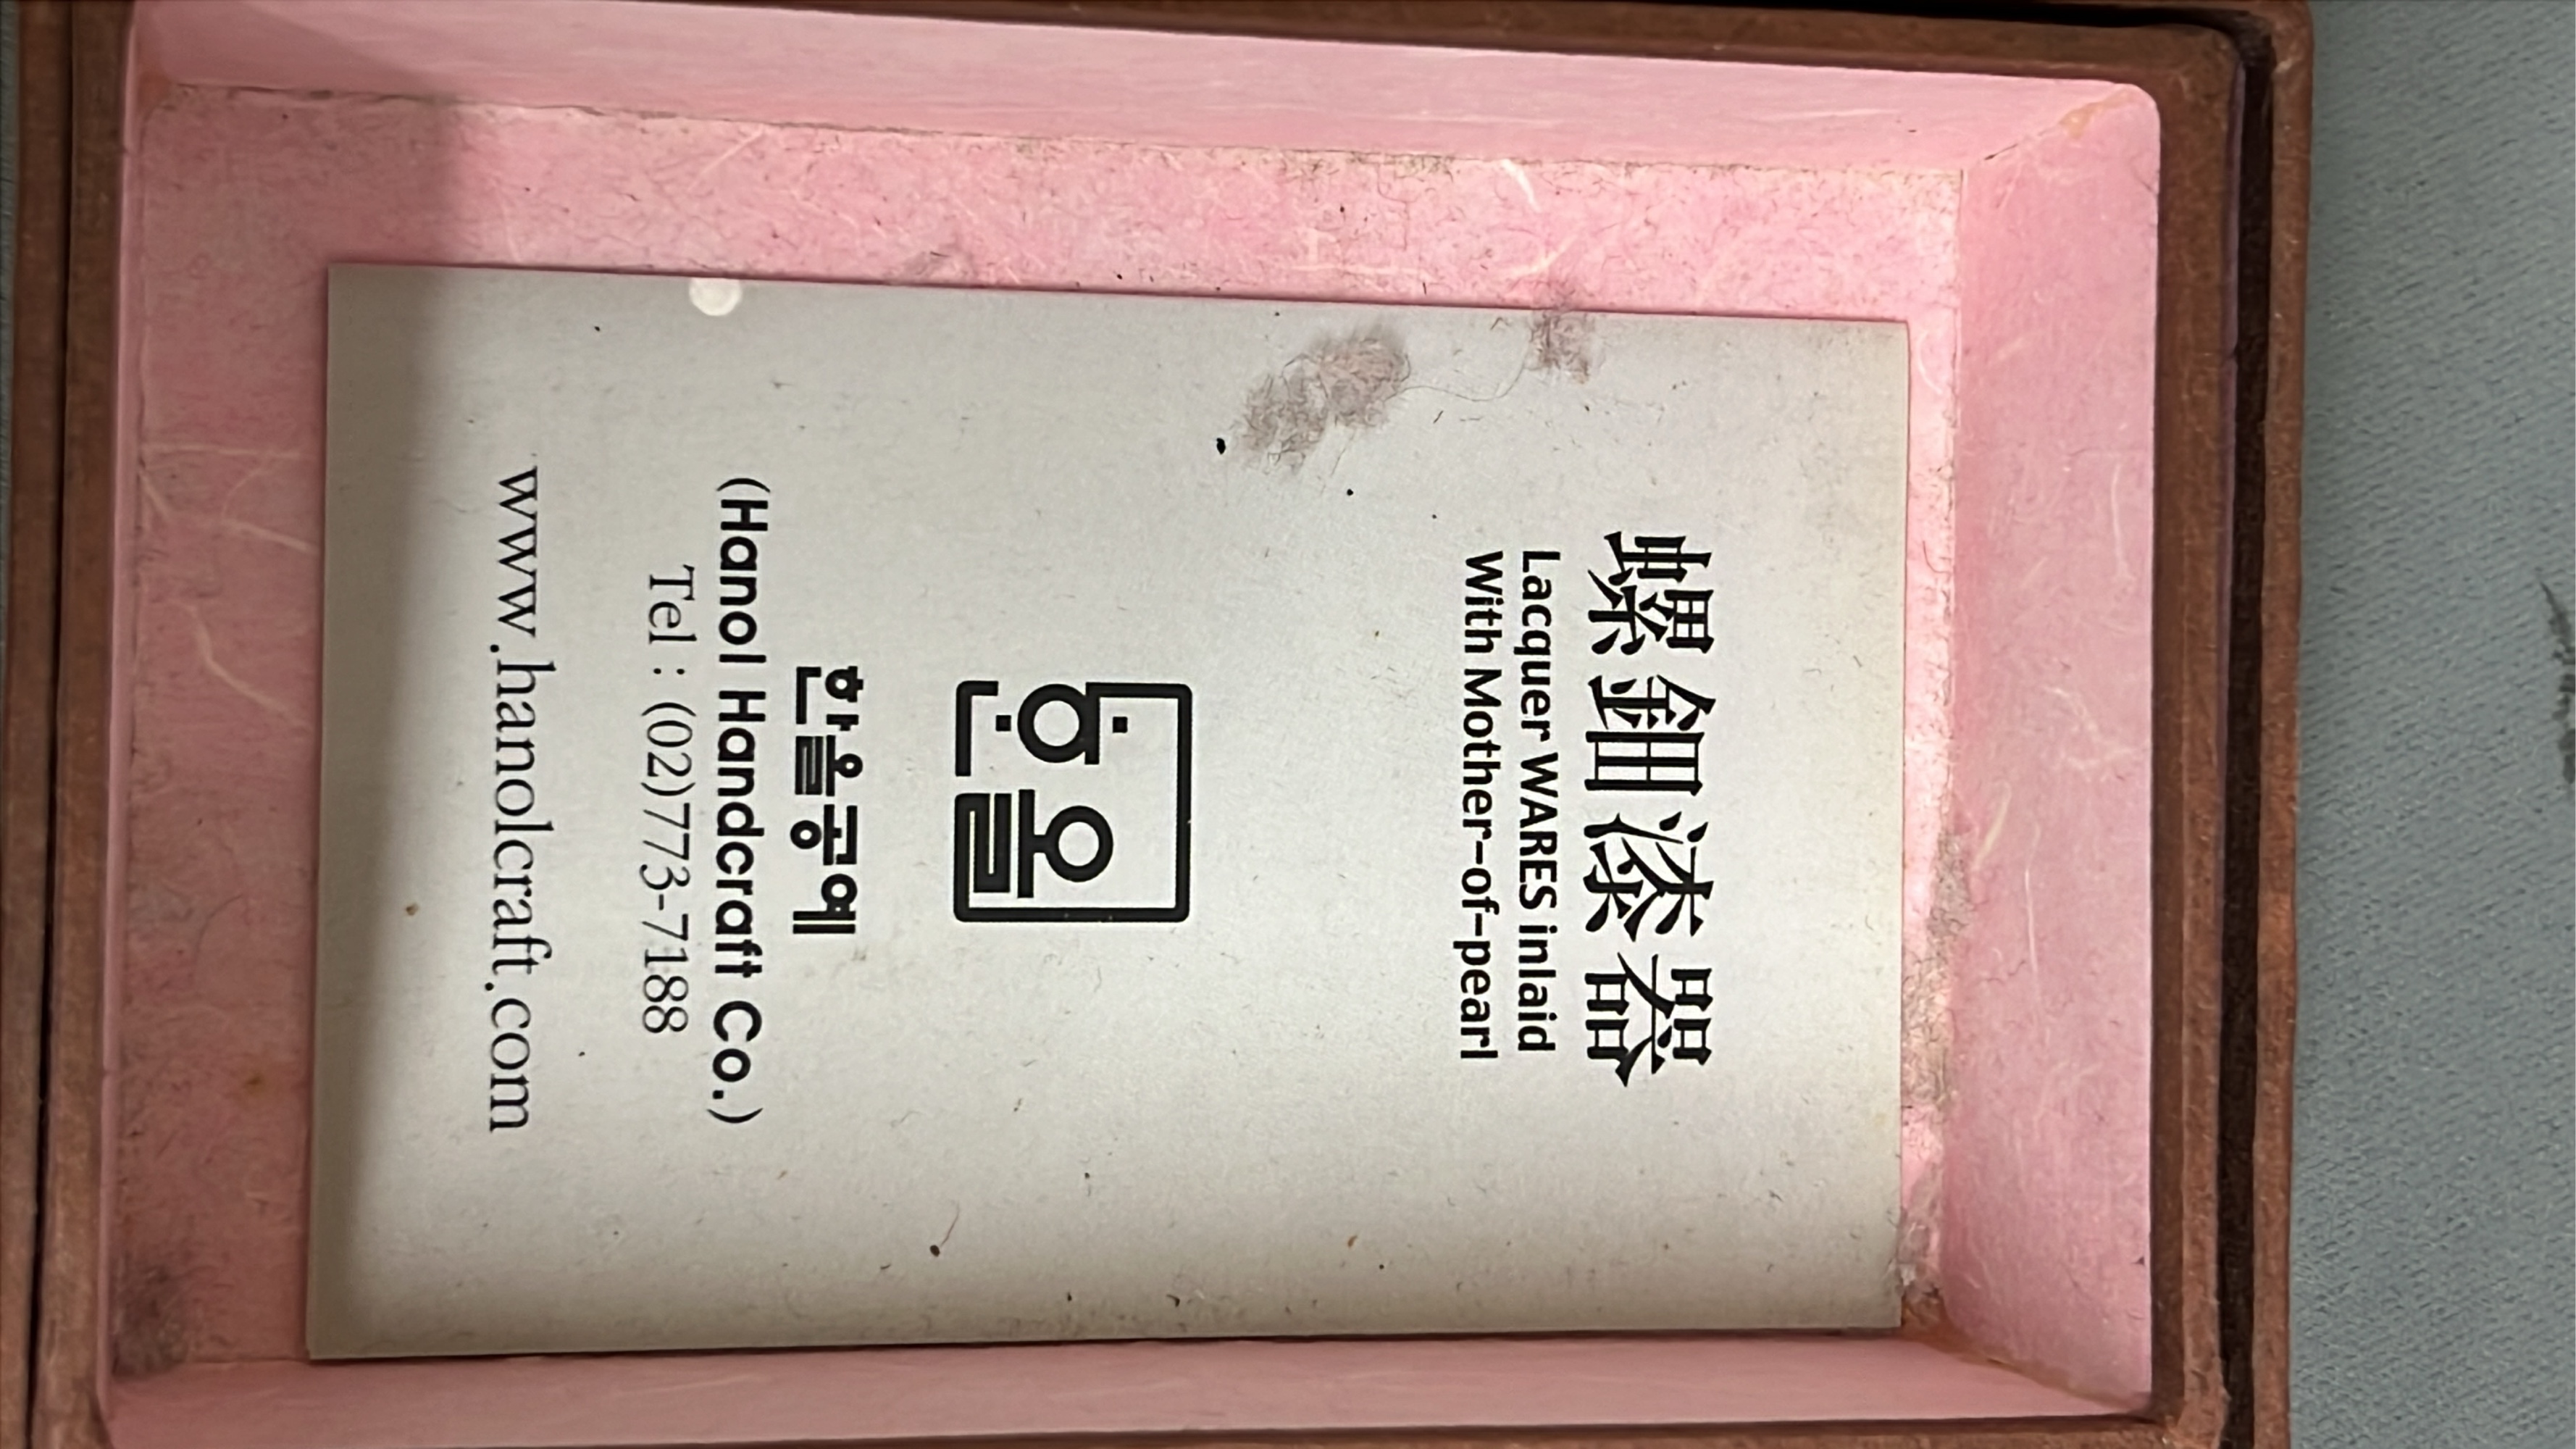 螺鈿漆器
Lacquer WARES inlaid
With Mother-of-pearl
한올
한올공예
(Hanol Handcraft Co.)
Tel : (02)773-7188
www.hanolcraft.com